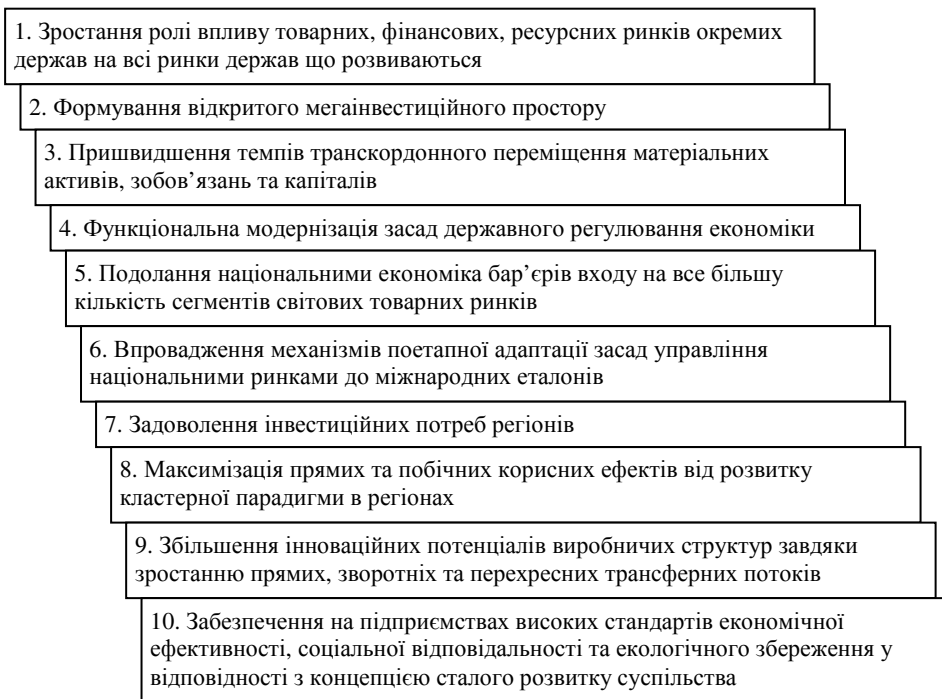 1. Зростання ролі впливу товарних, фінансових, ресурсних ринків окремих
держав на всі ринки держав що розвиваються
2. Формування відкритого мегаінвестиційного простору
3. Пришвидшення темпів транскордонного переміщення матеріальних
активів, зобов’язань та капіталів
4. Функціональна модернізація засад державного регулювання економіки
5. Подолання національними економіка бар’єрів входу на все більшу
кількість сегментів світових товарних ринків
6. Впровадження механізмів поетапної адаптації засад управління
національними ринками до міжнародних еталонів
7. Задоволення інвестиційних потреб регіонів
8. Максимізація прямих та побічних корисних ефектів від розвитку
кластерної парадигми в регіонах
9. Збільшення інноваційних потенціалів виробничих структур завдяки
зростанню прямих, зворотніх та перехресних трансферних потоків
10. Забезпечення на підприємствах високих стандартів економічної
ефективності, соціальної відповідальності та екологічного збереження у
відповідності з концепцією сталого розвитку суспільства